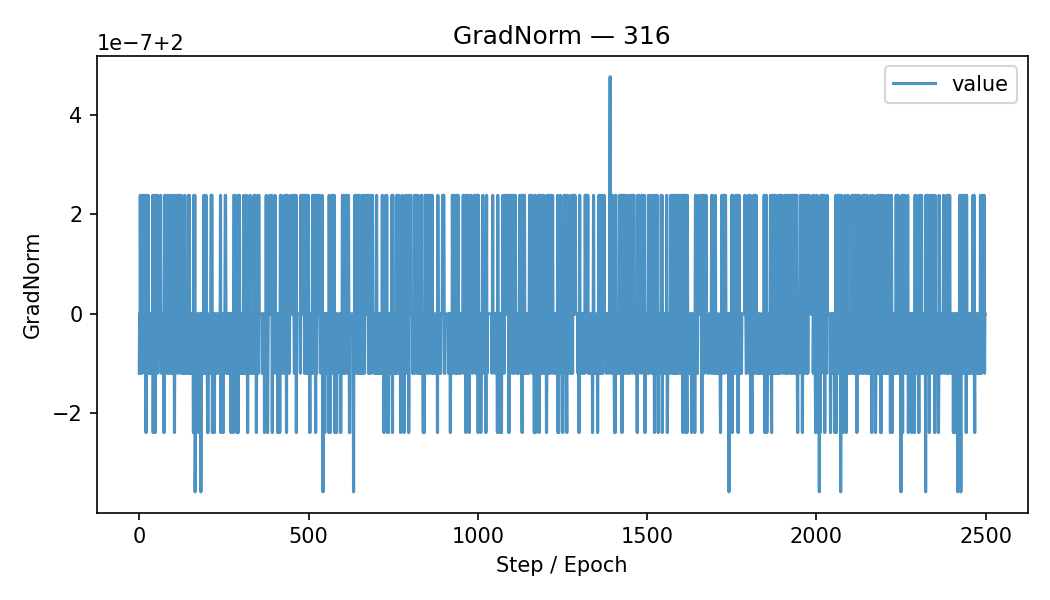 GradNorm — 316
1e−7+2
value
4
2
0
−2
GradNorm
0 500 1000 1500 2000 2500
Step / Epoch